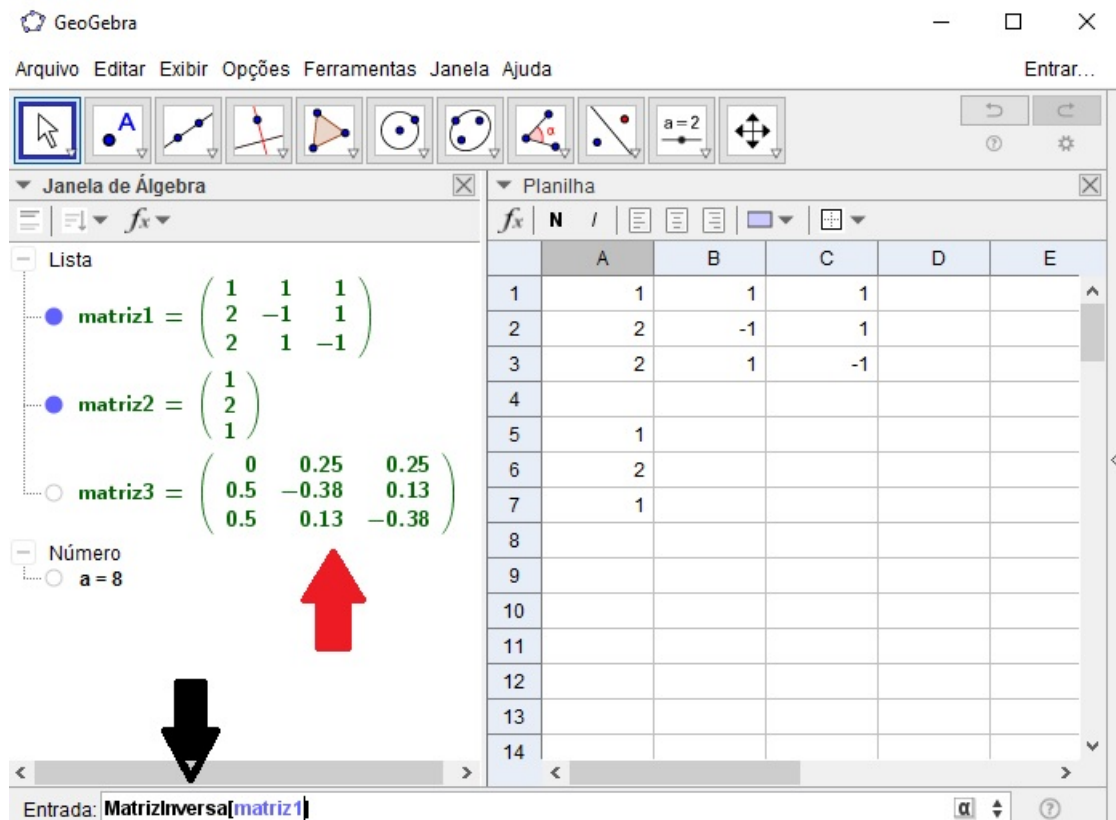 GeoGebra
Arquivo Editar Exibir Opções Ferramentas Janela Ajuda Entrar...
A α a=2
Janela de Álgebra
fx
Lista
matriz1 = ( 1 1 1
2 −1 1
2 1 −1 )
matriz2 = ( 1
2
1 )
matriz3 = ( 0 0.25 0.25
0.5 −0.38 0.13
0.5 0.13 −0.38 )
Número
a = 8
Planilha
fx N I
A B C D E
1 1 1 1
2 2 -1 1
3 2 1 -1
4
5 1
6 2
7 1
8
9
10
11
12
13
14
Entrada: MatrizInversa[matriz1] α